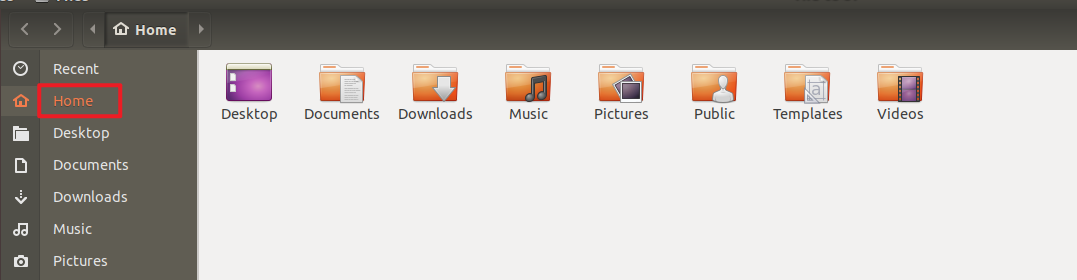 Home
Recent
Home
Desktop
Documents
Downloads
Music
Pictures
Desktop Documents Downloads Music Pictures Public Templates Videos